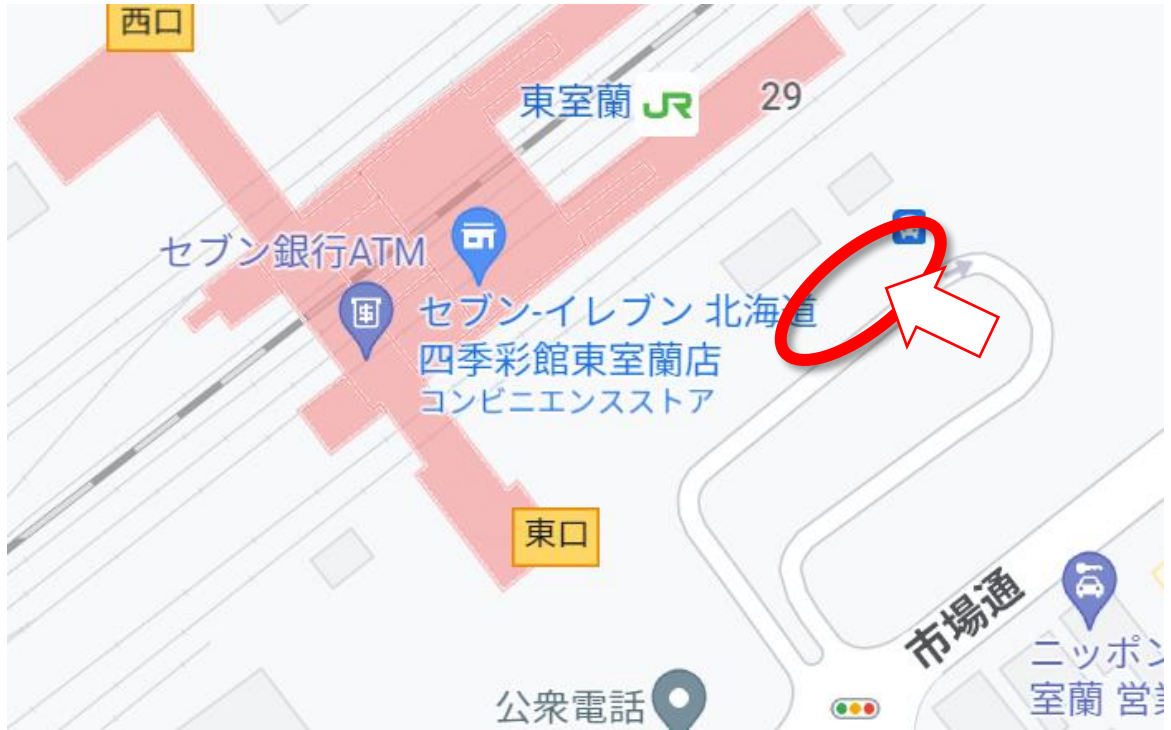 西口
東室蘭 JR
29
セブン銀行ATM
セブン-イレブン 北海道
四季彩館東室蘭店
コンビニエンスストア
東口
市場通
ニッポン
室蘭 営業
公衆電話